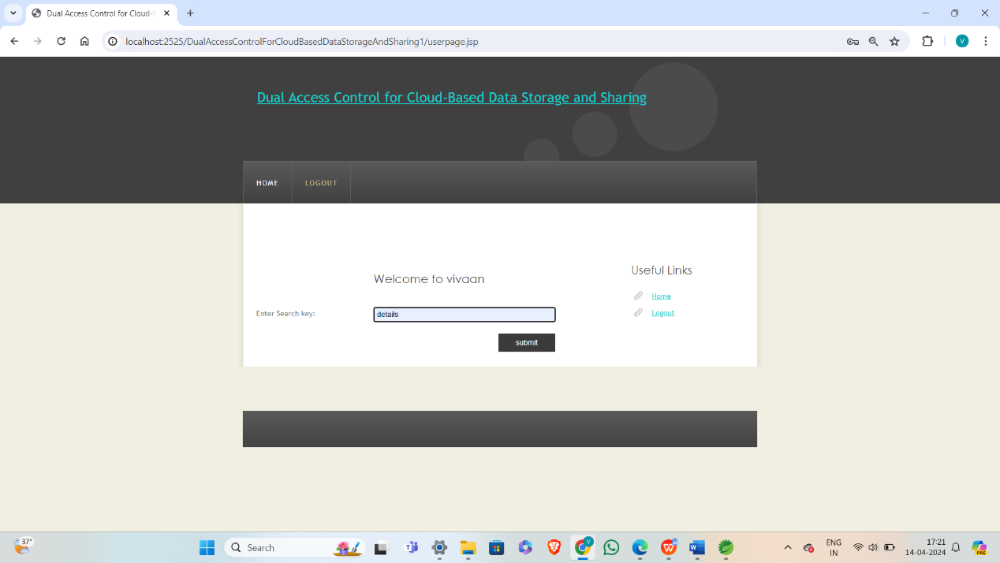 Dual Access Control for Cloud-
localhost:2525/DualAccessControlForCloudBasedDataStorageAndSharing1/userpage.jsp
V
Dual Access Control for Cloud-Based Data Storage and Sharing
HOME
LOGOUT
Useful Links
Welcome to vivaan
Home
Enter Search key:
details
Logout
submit
37°
Search
V
ENG
IN
17:21
14-04-2024
PRE